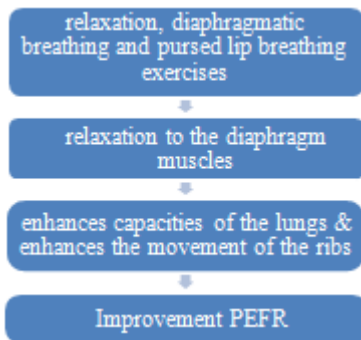 relaxation, diaphragmatic
breathing and pursed lip breathing
exercises
relaxation to the diaphragm
muscles
enhances capacities of the lungs &
enhances the movement of the ribs
Improvement PEFR